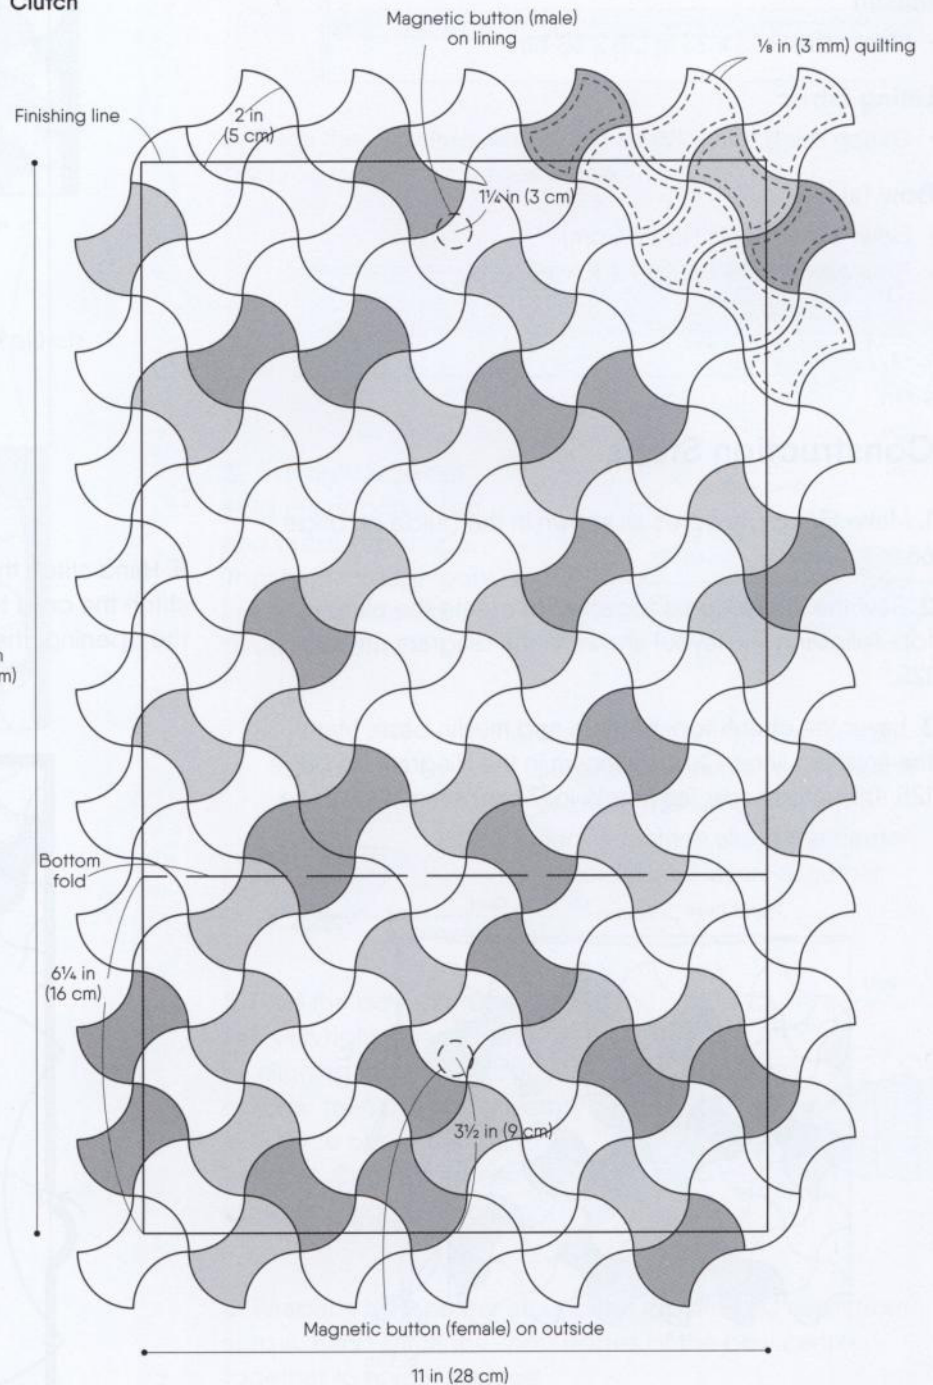 Clutch
Magnetic button (male)
on lining
⅛ in (3 mm) quilting
Finishing line
2 in
(5 cm)
1¼ in (3 cm)
Bottom
fold
6¼ in
(16 cm)
3½ in (9 cm)
Magnetic button (female) on outside
11 in (28 cm)